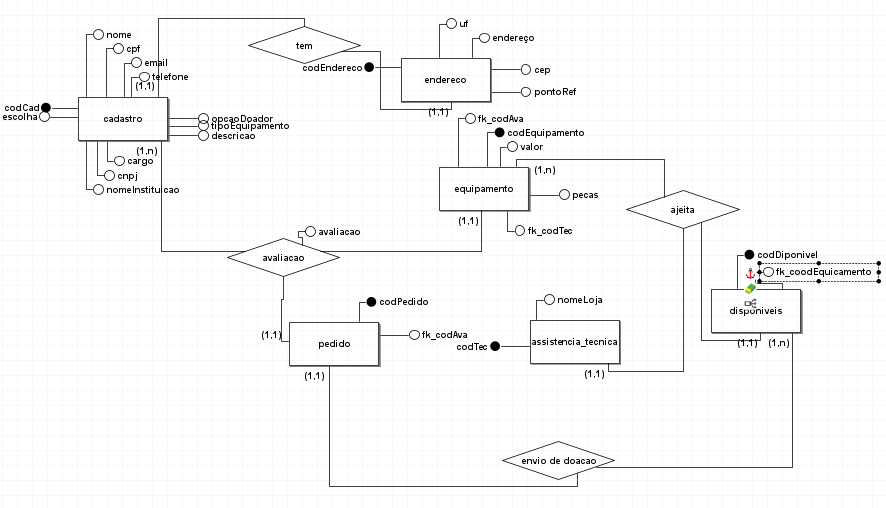 nome
cpf
email
telefone
(1,1)
codCad
escolha
cadastro
opcaoDoador
tipoEquipamento
descricao
(1,n)
cargo
cnpj
nomeInstituicao
tem
uf
endereço
codEndereco
endereco
cep
pontoRef
(1,1)
fk_codAva
codEquipamento
valor
(1,n)
equipamento
pecas
(1,1)
fk_codTec
ajeita
avaliacao
avaliacao
codDiponivel
fk_coodEquicamento
disponiveis
(1,1)
(1,n)
codPedido
(1,1)
pedido
fk_codAva
(1,1)
nomeLoja
codTec
assistencia_tecnica
(1,1)
envio de doacao